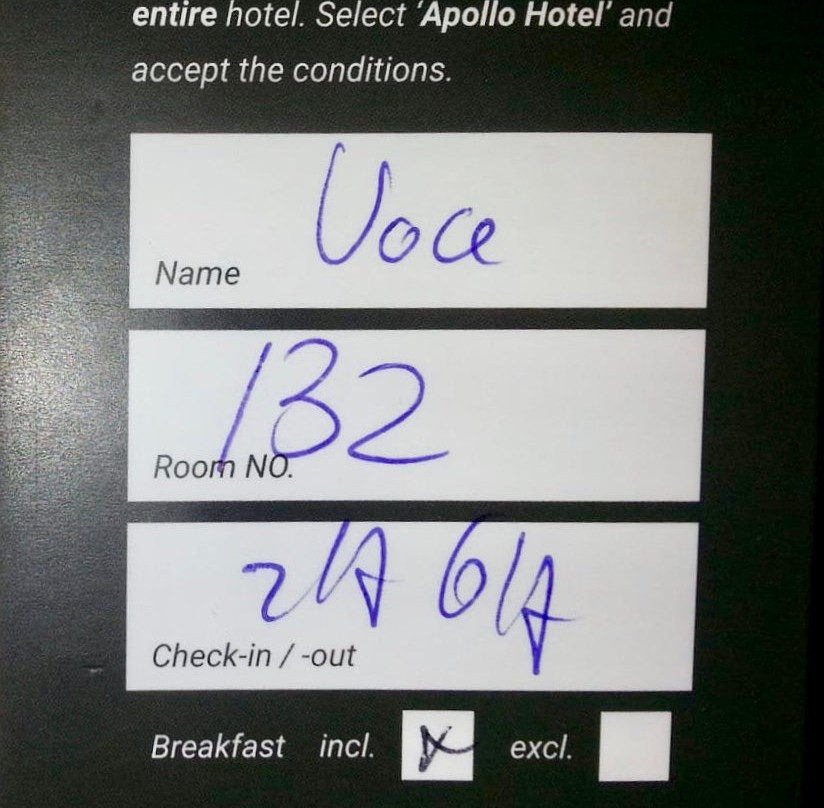 entire hotel. Select ‘Apollo Hotel’ and
accept the conditions.
Voce
Name
132
Room NO.
2/4 6/4
Check-in / -out
Breakfast incl. x excl.